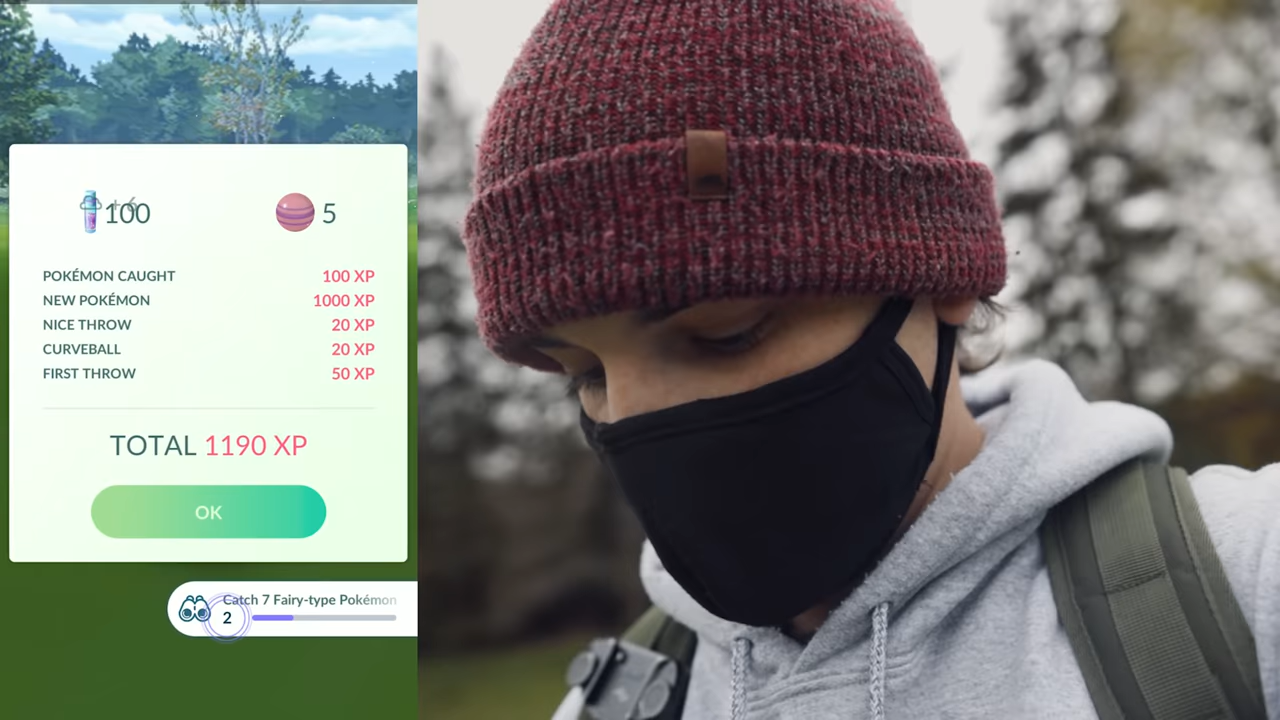 100 5
POKÉMON CAUGHT 100 XP
NEW POKÉMON 1000 XP
NICE THROW 20 XP
CURVEBALL 20 XP
FIRST THROW 50 XP
TOTAL 1190 XP
OK
Catch 7 Fairy-type Pokémon
2